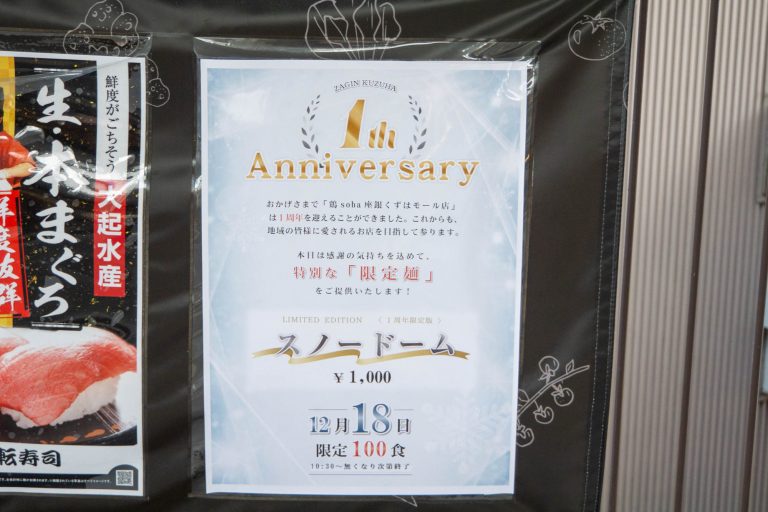 鮮度がごちそう
大起水産
生・本まぐろ
鮮度抜群
転寿司
ZAGIN KUZUHA
1th
Anniversary
おかげさまで「鶏 soba 座銀くずはモール店」
は1周年を迎えることができました。これからも、
地域の皆様に愛されるお店を目指して参ります。
本日は感謝の気持ちを込めて、
特別な「限定麺」
をご提供いたします！
LIMITED EDITION 〈1周年限定版〉
スノードーム
¥1,000
12月18日
限定100食
10:30～無くなり次第終了